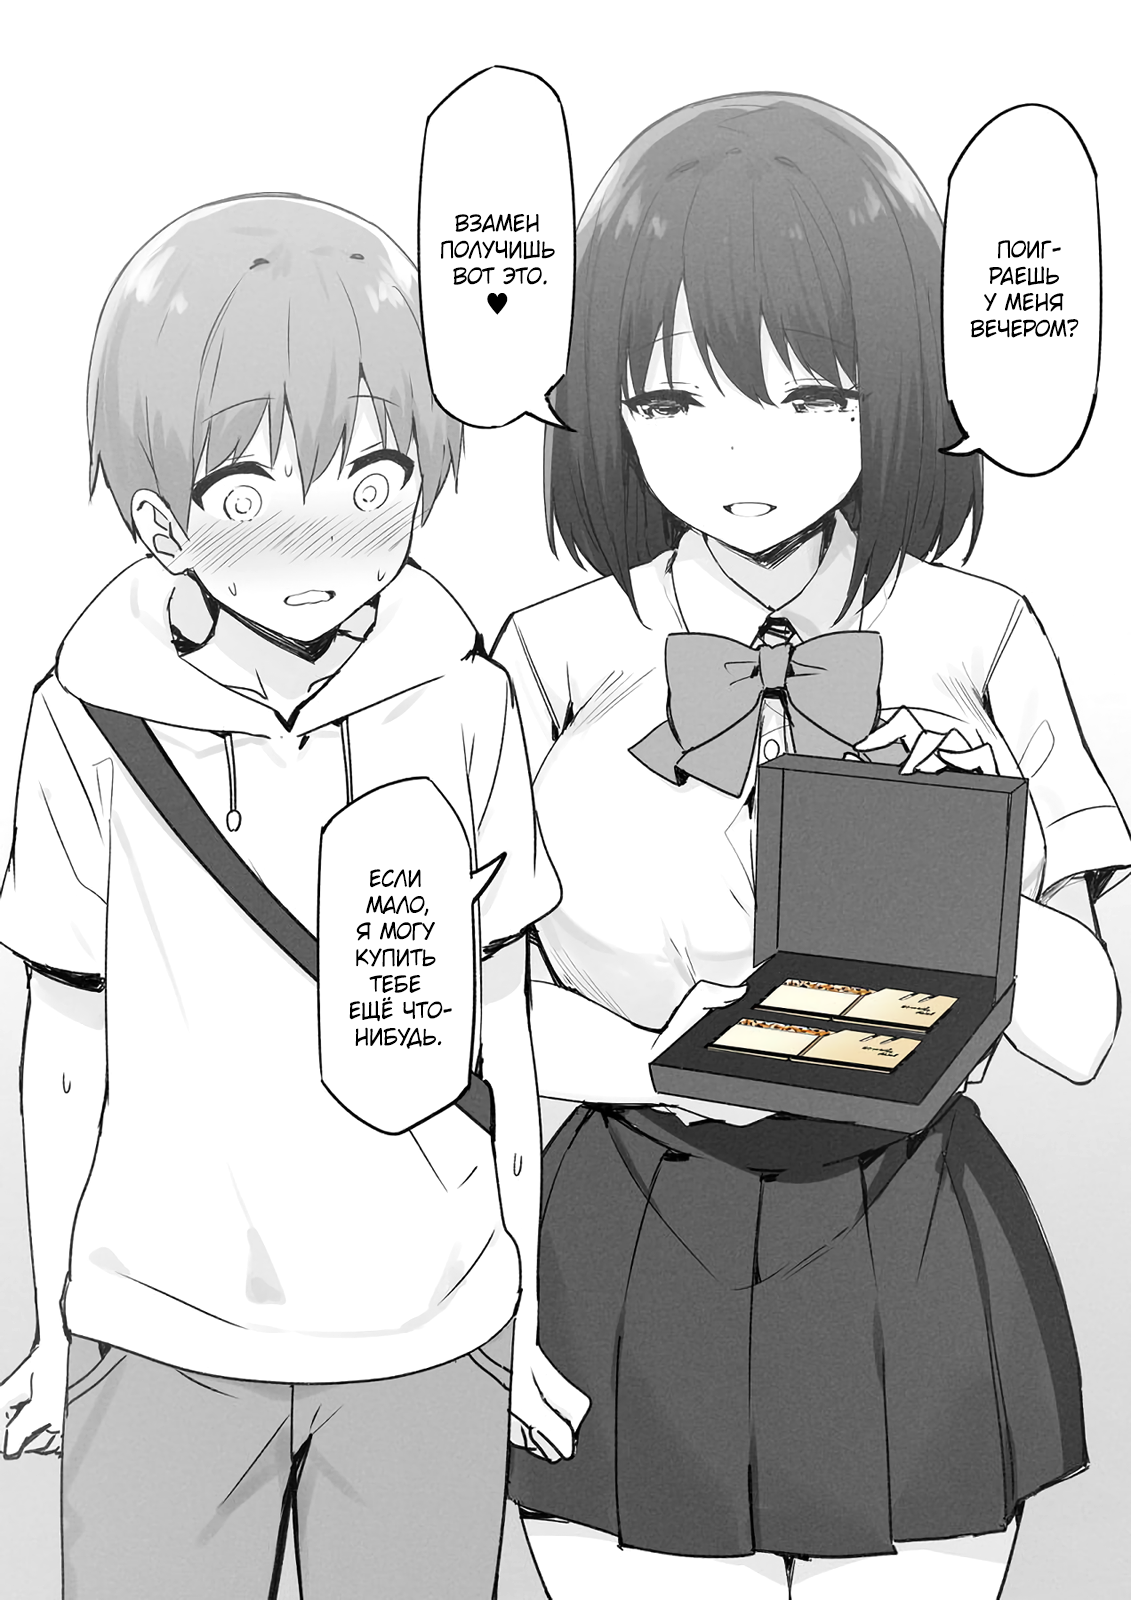 ПОИГ-
РАЕШЬ
У МЕНЯ
ВЕЧЕРОМ?
ВЗАМЕН
ПОЛУЧИШЬ
ВОТ ЭТО.
♥
ЕСЛИ
МАЛО,
Я МОГУ
КУПИТЬ
ТЕБЕ
ЕЩЁ ЧТО-
НИБУДЬ.